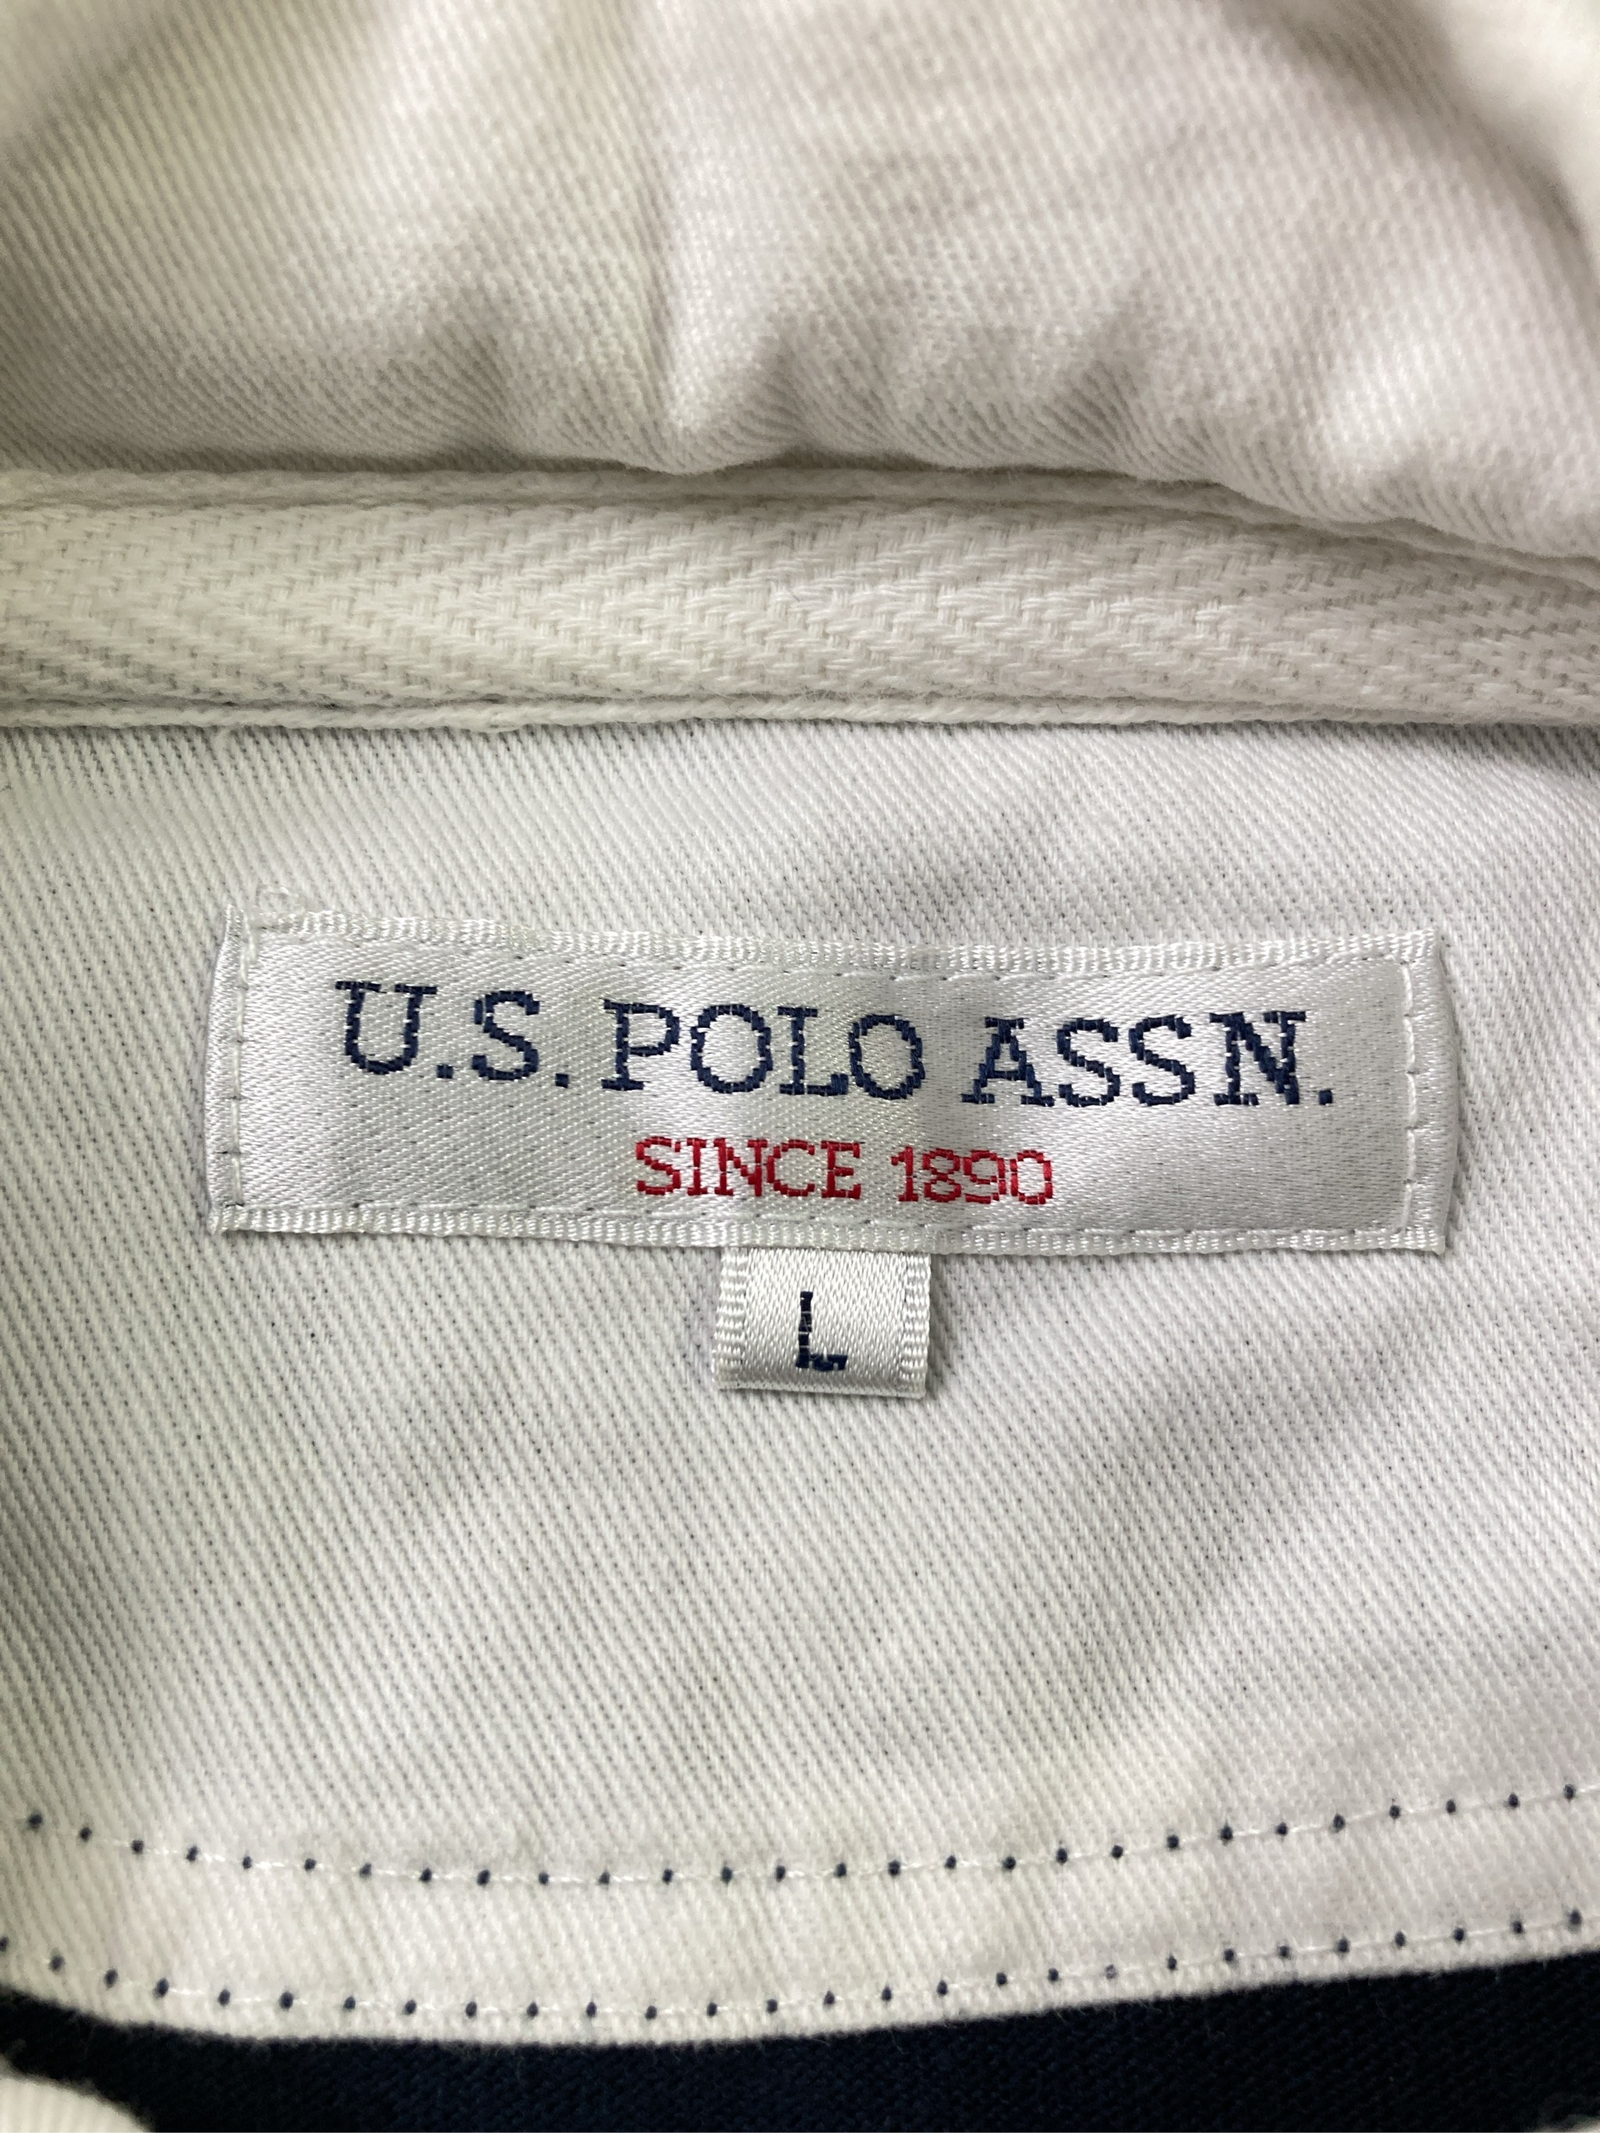 U.S. POLO ASSN.
SINCE 1890
L